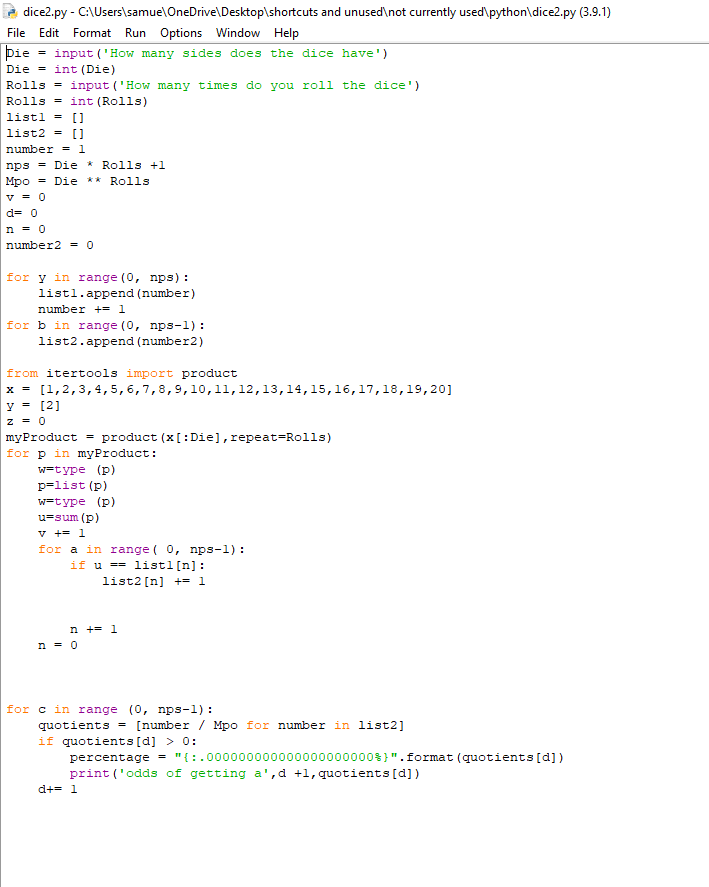 dice2.py - C:\Users\samue\OneDrive\Desktop\shortcuts and unused\not currently used\python\dice2.py (3.9.1)
File Edit Format Run Options Window Help
Die = input('How many sides does the dice have')
Die = int(Die)
Rolls = input('How many times do you roll the dice')
Rolls = int(Rolls)
list1 = []
list2 = []
number = 1
nps = Die * Rolls +1
Mpo = Die ** Rolls
v = 0
d= 0
n = 0
number2 = 0

for y in range(0, nps):
    list1.append(number)
    number += 1
for b in range(0, nps-1):
    list2.append(number2)

from itertools import product
x = [1,2,3,4,5,6,7,8,9,10,11,12,13,14,15,16,17,18,19,20]
y = [2]
z = 0
myProduct = product(x[:Die],repeat=Rolls)
for p in myProduct:
    w=type (p)
    p=list(p)
    w=type (p)
    u=sum(p)
    v += 1
    for a in range( 0, nps-1):
        if u == list1[n]:
            list2[n] += 1


        n += 1
    n = 0



for c in range (0, nps-1):
    quotients = [number / Mpo for number in list2]
    if quotients[d] > 0:
        percentage = "{:.000000000000000000000%}".format(quotients[d])
        print('odds of getting a',d +1,quotients[d])
    d+= 1